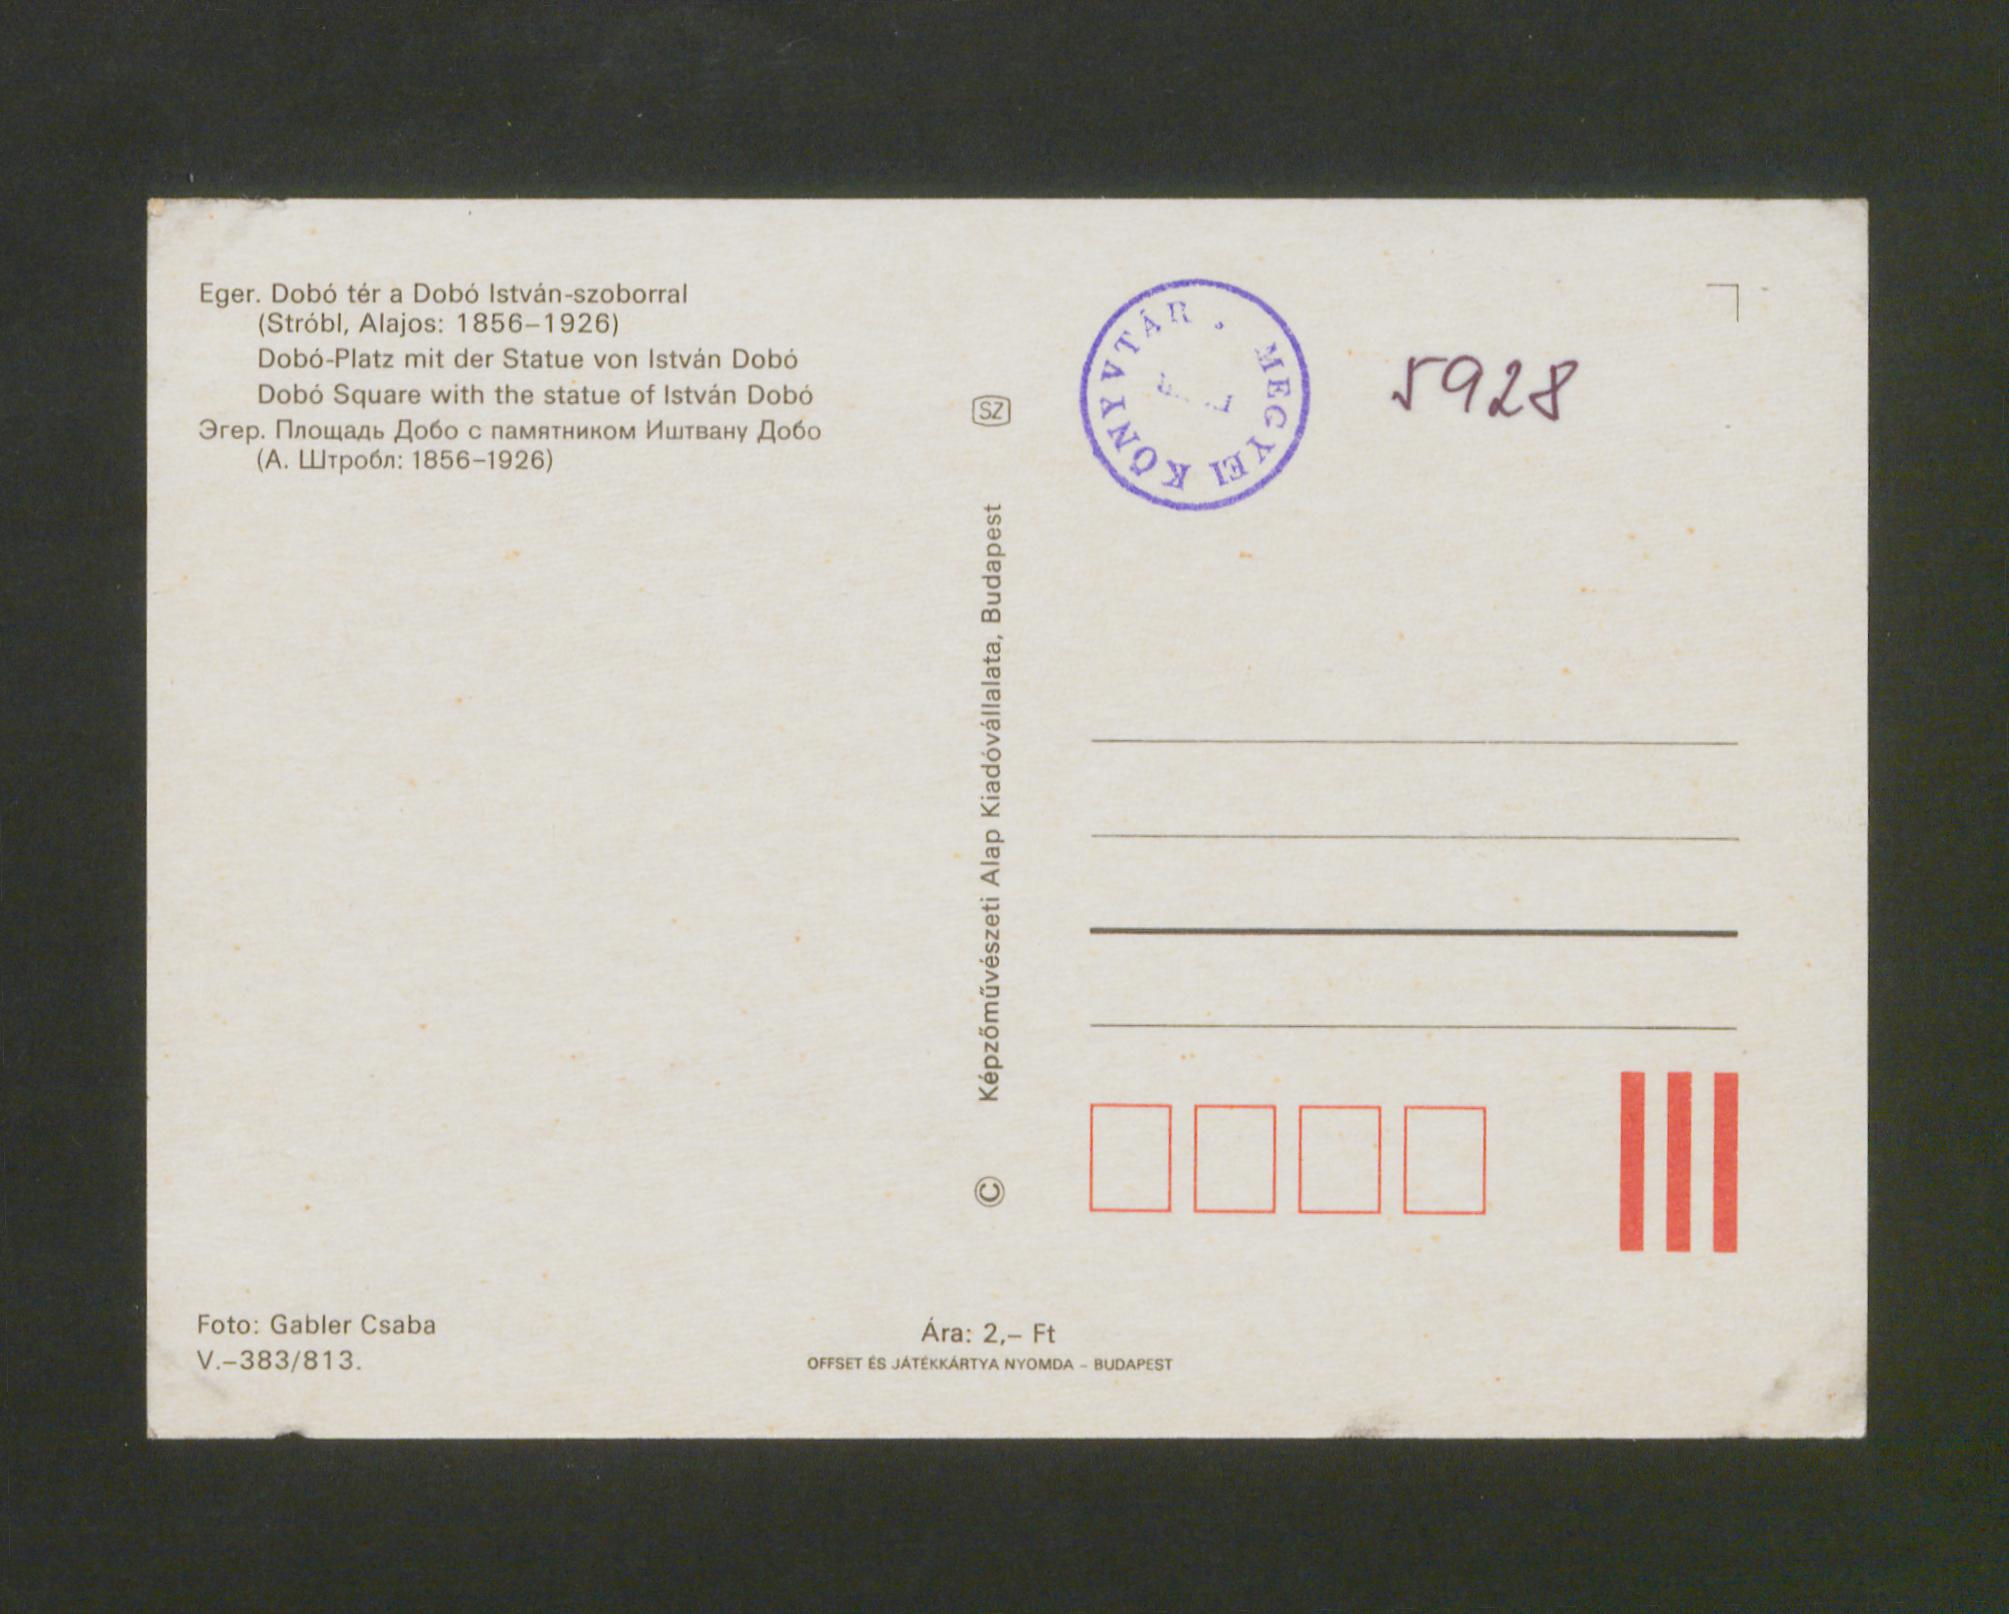 Eger. Dobó tér a Dobó István-szoborral
(Stróbl, Alajos: 1856–1926)
Dobó-Platz mit der Statue von István Dobó
Dobó Square with the statue of István Dobó
Эгер. Площадь Добо с памятником Иштвану Добо
(А. Штробл: 1856–1926)
Foto: Gabler Csaba
V.–383/813.
SZ
© Képzőművészeti Alap Kiadóvállalata, Budapest
Ára: 2,– Ft
OFFSET ÉS JÁTÉKKÁRTYA NYOMDA – BUDAPEST
MEGYEI KÖNYVTÁR
5928